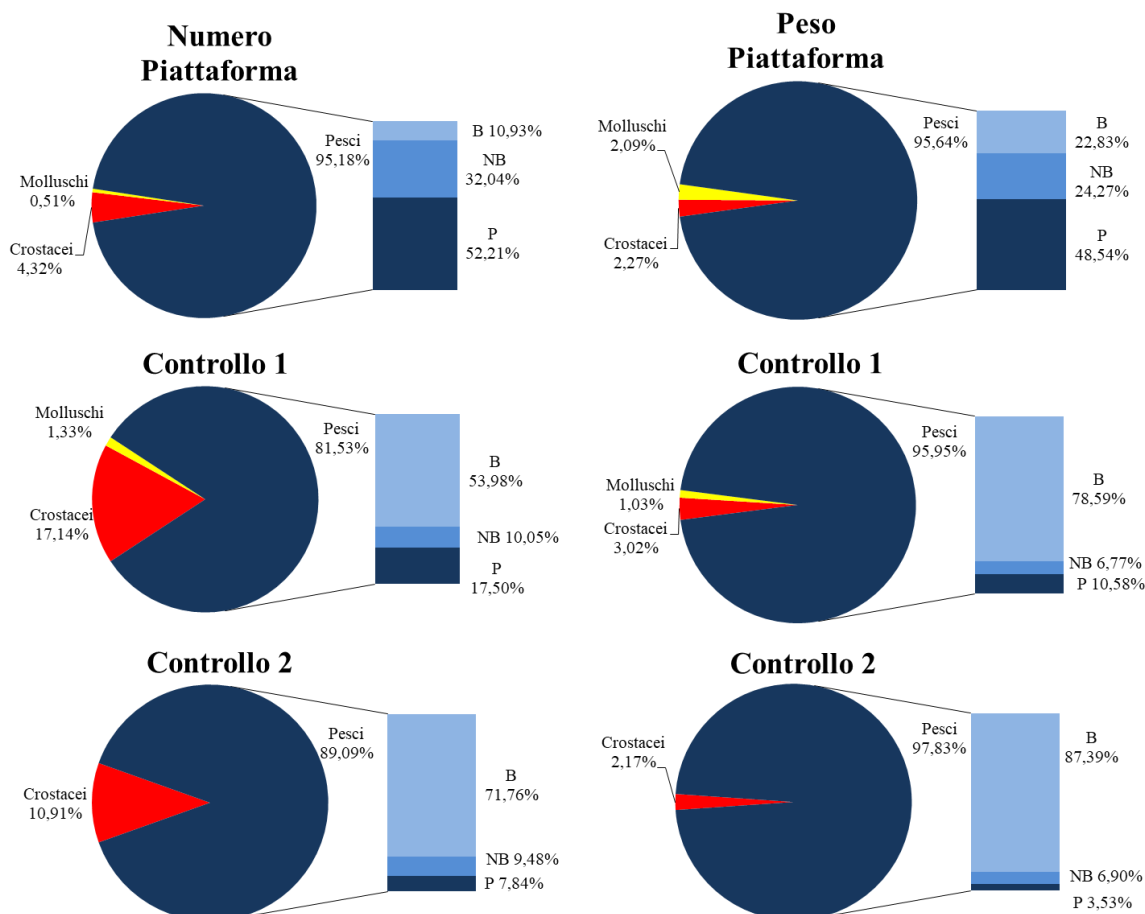 Numero
Piattaforma
Pesci
95,18%
B 10,93%
NB
32,04%
P
52,21%
Molluschi
0,51%
Crostacei
4,32%
Peso
Piattaforma
Molluschi
2,09%
Pesci
95,64%
B
22,83%
NB
24,27%
P
48,54%
Crostacei
2,27%
Controllo 1
Molluschi
1,33%
Pesci
81,53%
B
53,98%
Crostacei
17,14%
NB 10,05%
P
17,50%
Controllo 1
Pesci
95,95%
B
78,59%
Molluschi
1,03%
Crostacei
3,02%
NB 6,77%
P 10,58%
Controllo 2
Pesci
89,09%
B
71,76%
Crostacei
10,91%
NB 9,48%
P 7,84%
Controllo 2
Crostacei
2,17%
Pesci
97,83%
B
87,39%
NB 6,90%
P 3,53%